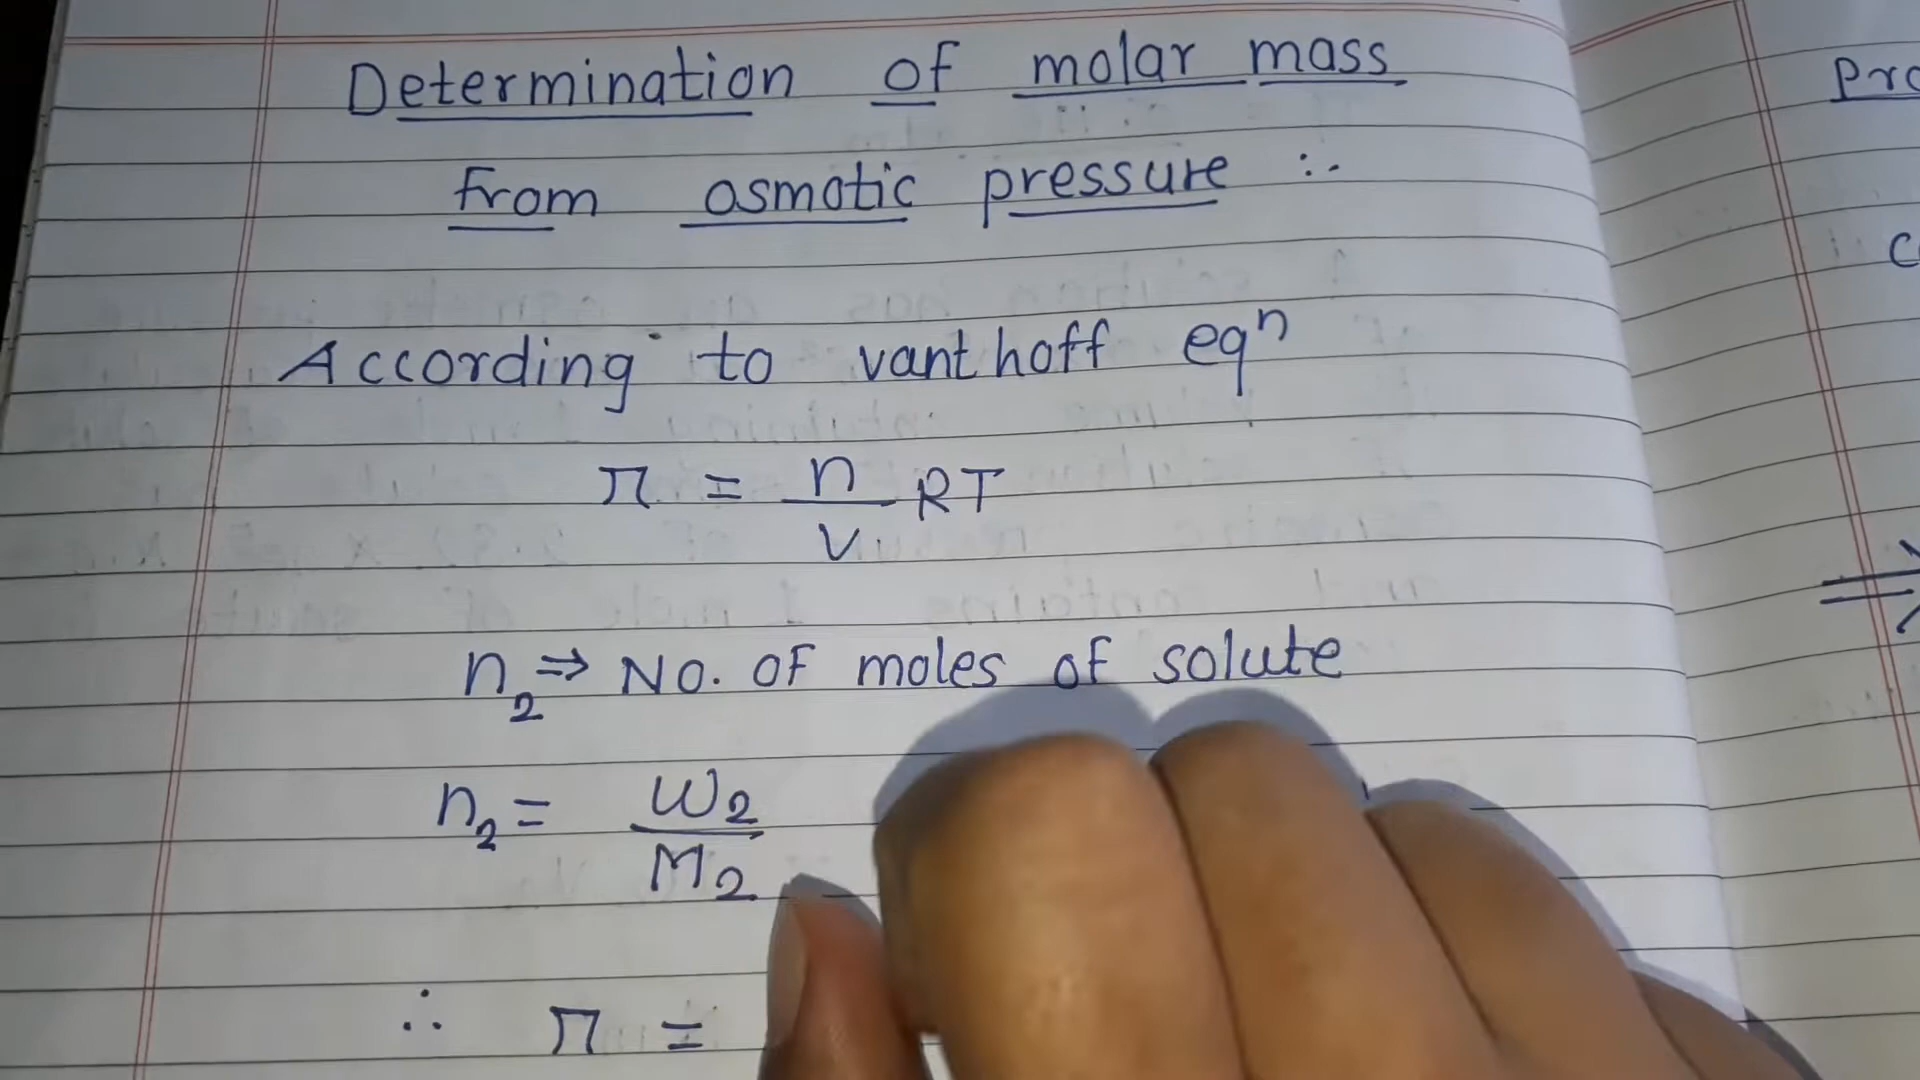 Determination of molar mass
from osmotic pressure :-
According to vant hoff eqⁿ
π = n/V RT
n₂ ⇒ No. of moles of solute
n₂ = W₂/M₂
∴ π =